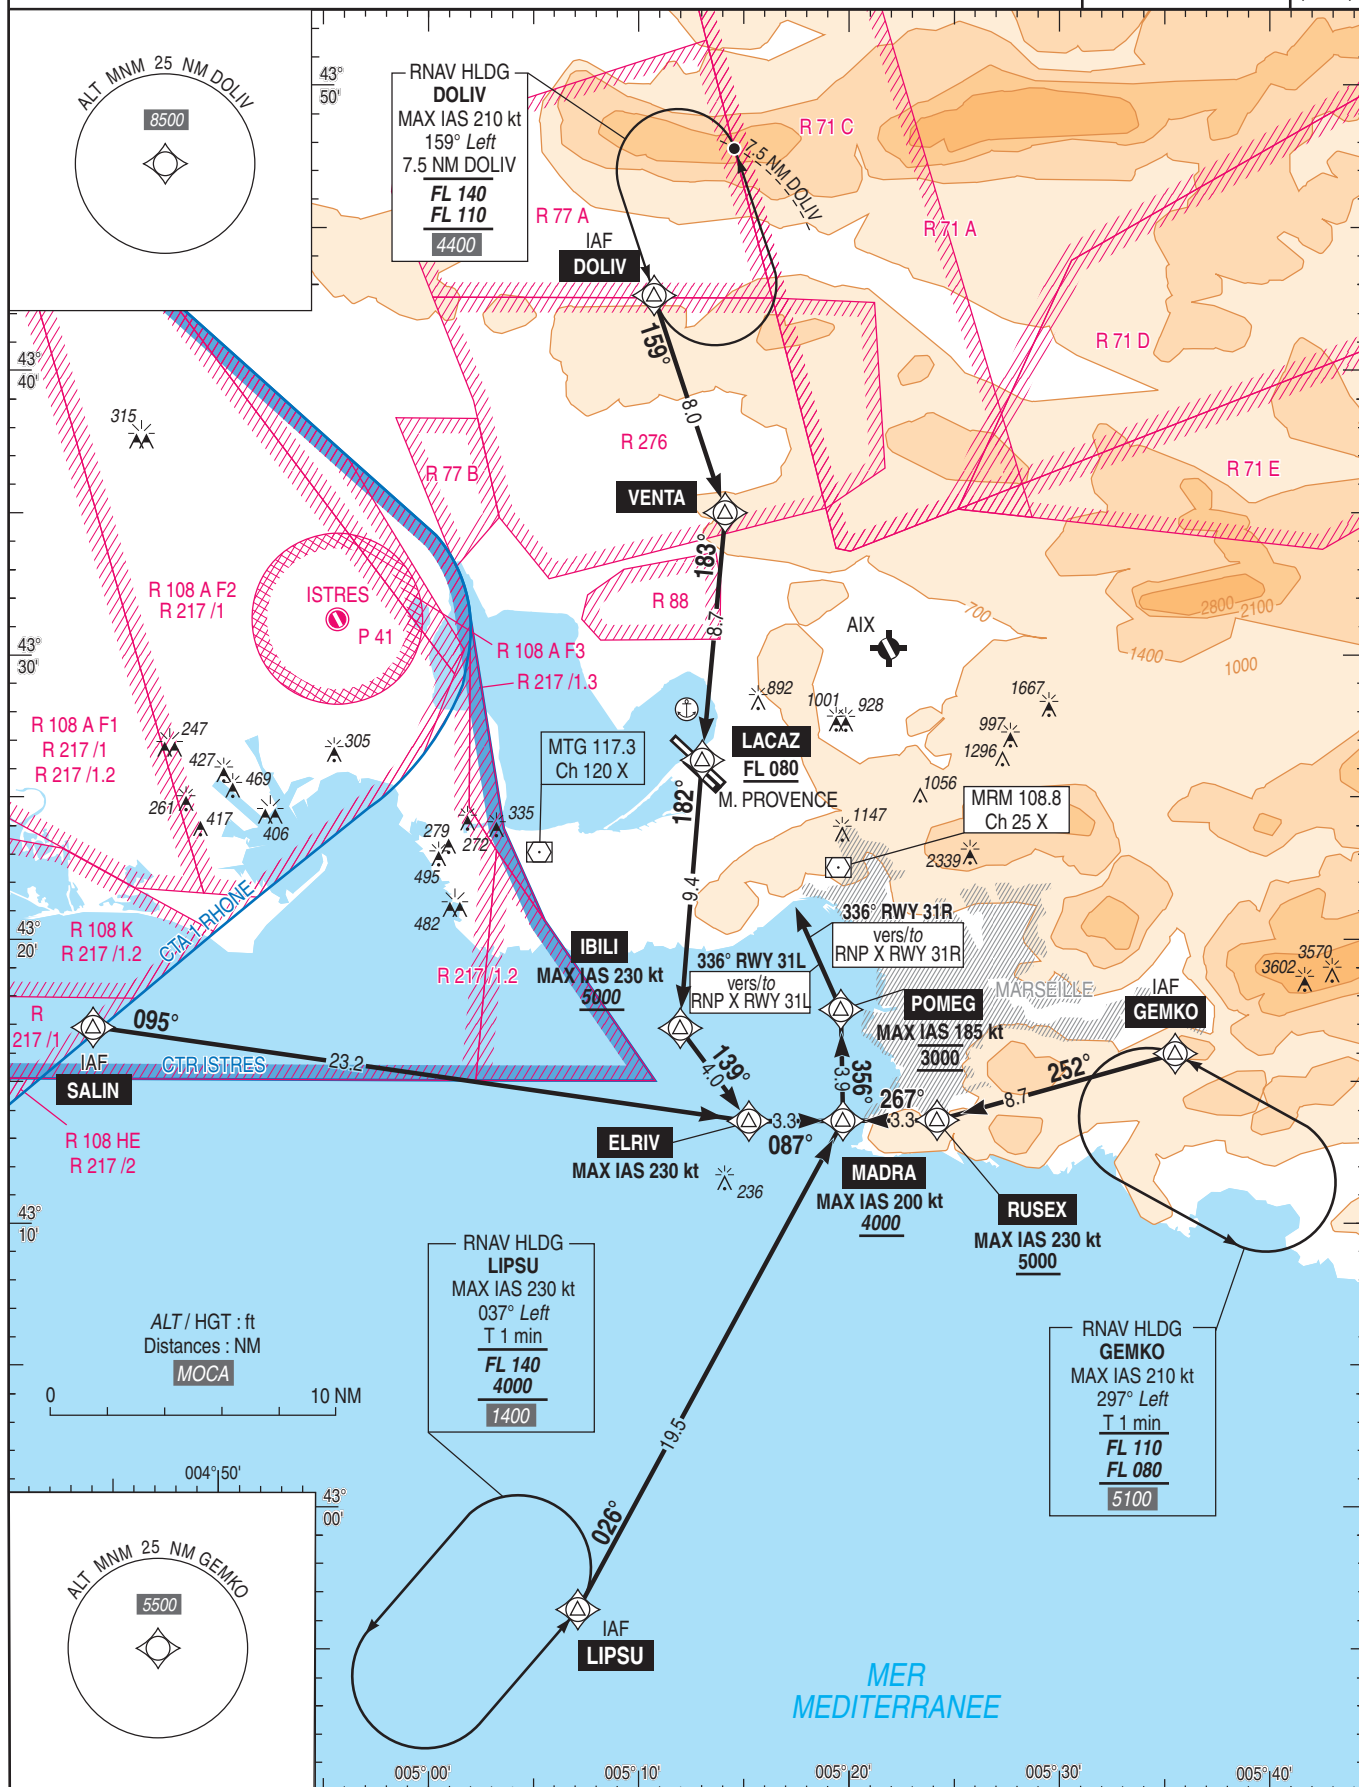 ALT MNM 25 NM DOLIV
8500
43°
50'
RNAV HLDG
DOLIV
MAX IAS 210 kt
159° Left
7.5 NM DOLIV
FL 140
FL 110
4400
7.5 NM DOLIV
R 71 C
R 77 A
R 71 A
IAF
DOLIV
159°
8.0
R 71 D
43°
40'
315
R 276
R 71 E
R 77 B
VENTA
183°
8.7
R 108 A F2
R 217 /1
ISTRES
P 41
R 88
700
2800
2100
1400
1000
AIX
43°
30'
R 108 A F3
R 217 /1.3
892
1001
928
1667
997
1296
R 108 A F1
R 217 /1
R 217 /1.2
247
427
469
305
261
417
406
MTG 117.3
Ch 120 X
LACAZ
FL 080
M. PROVENCE
182°
9.4
1056
MRM 108.8
Ch 25 X
1147
2339
335
279
272
495
482
43°
20'
R 108 K
R 217 /1.2
CTA 1 RHONE
R 217 /1.2
IBILI
MAX IAS 230 kt
5000
336° RWY 31R
vers/to
RNP X RWY 31R
336° RWY 31L
vers/to
RNP X RWY 31L
3570
3602
MARSEILLE
IAF
GEMKO
POMEG
MAX IAS 185 kt
3000
R
217 /1
095°
23.2
IAF
SALIN
CTR ISTRES
139°
4.0
356°
3.9
267°
3.3
252°
8.7
3.3
087°
R 108 HE
R 217 /2
ELRIV
MAX IAS 230 kt
236
MADRA
MAX IAS 200 kt
4000
RUSEX
MAX IAS 230 kt
5000
43°
10'
RNAV HLDG
LIPSU
MAX IAS 230 kt
037° Left
T 1 min
FL 140
4000
1400
ALT / HGT : ft
Distances : NM
MOCA
0
10 NM
RNAV HLDG
GEMKO
MAX IAS 210 kt
297° Left
T 1 min
FL 110
FL 080
5100
19.5
026°
004°50'
43°
00'
ALT MNM 25 NM GEMKO
5500
IAF
LIPSU
MER
MEDITERRANEE
005°00'
005°10'
005°20'
005°30'
005°40'